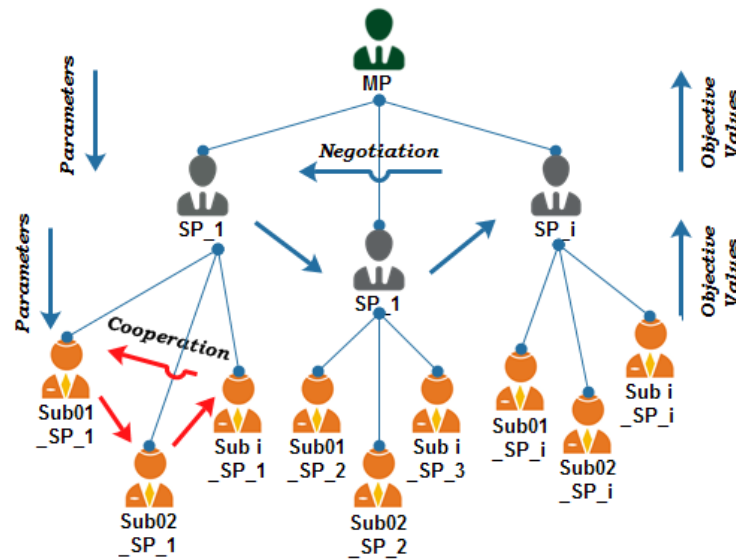 MP
Parameters
Objective
Values
Negotiation
SP_1
SP_i
SP_1
Parameters
Objective
Values
Cooperation
Sub01
_SP_1
Sub i
_SP_1
Sub02
_SP_1
Sub01
_SP_2
Sub i
_SP_3
Sub02
_SP_2
Sub01
_SP_i
Sub02
_SP_i
Sub i
_SP_i